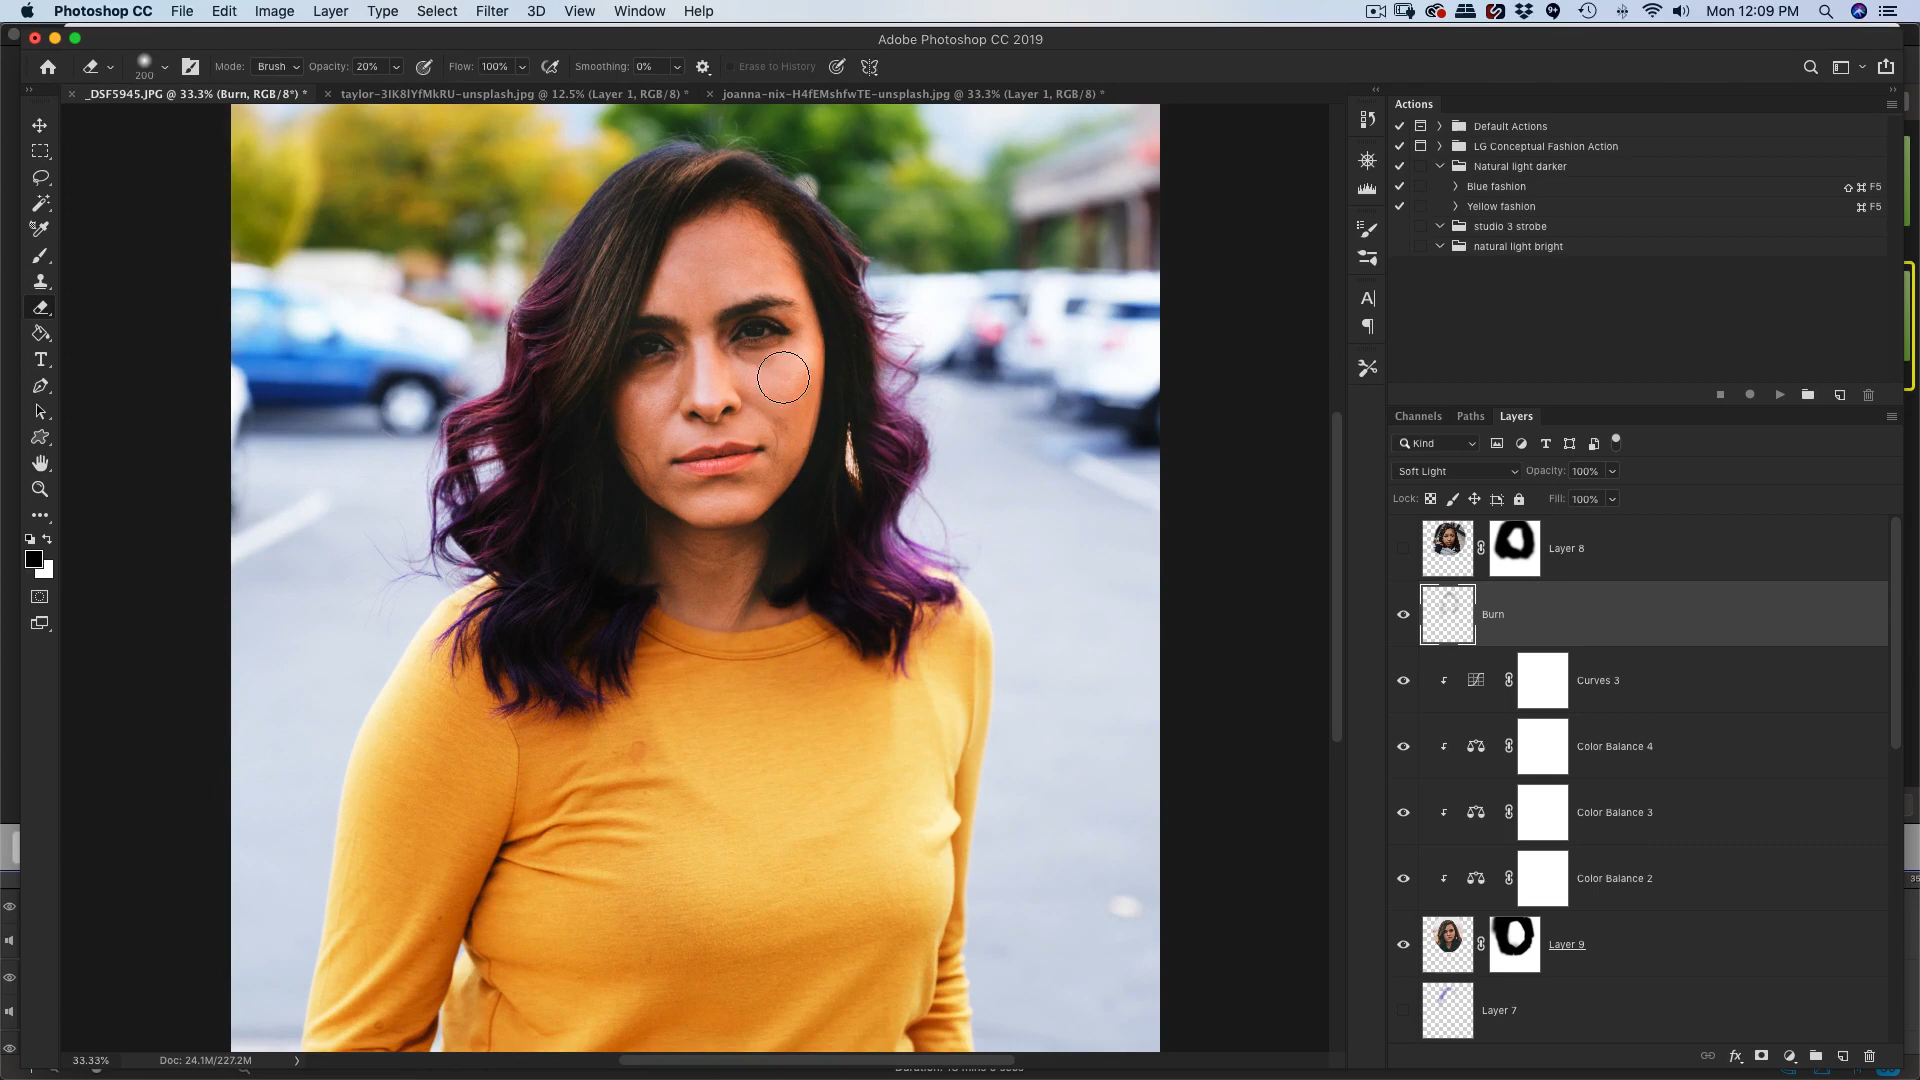 Photoshop CC File Edit Image Layer Type Select Filter 3D View Window Help 9+ Mon 12:09 PM
Adobe Photoshop CC 2019
200 Mode: Brush Opacity: 20% Flow: 100% Smoothing: 0% Erase to History
_DSF5945.JPG @ 33.3% (Burn, RGB/8*) * taylor-3IK8lYfMkRU-unsplash.jpg @ 12.5% (Layer 1, RGB/8) * joanna-nix-H4fEMshfwTE-unsplash.jpg @ 33.3% (Layer 1, RGB/8) *
Actions
Default Actions
LG Conceptual Fashion Action
Natural light darker
Blue fashion F5
Yellow fashion F5
studio 3 strobe
natural light bright
Channels Paths Layers
Kind
Soft Light Opacity: 100%
Lock: Fill: 100%
Layer 8
Burn
Curves 3
Color Balance 4
Color Balance 3
Color Balance 2
Layer 9
Layer 7
33.33% Doc: 24.1M/227.2M